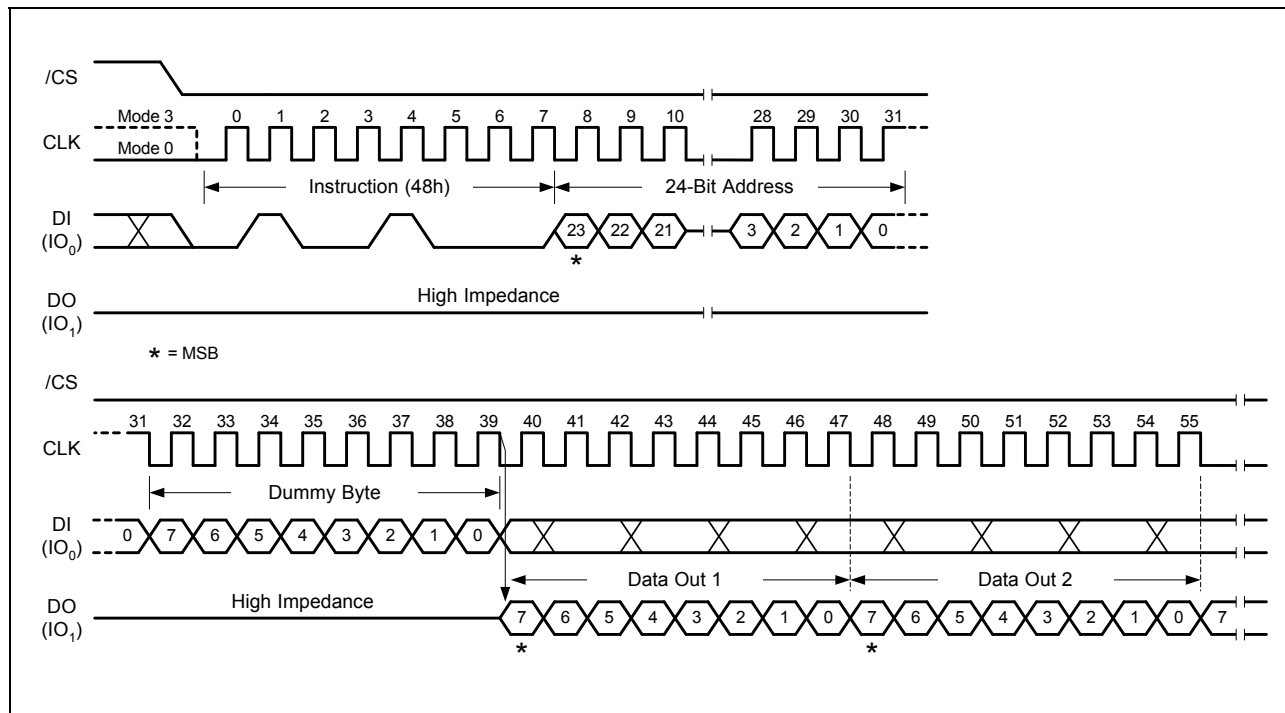 /CS
Mode 3 0 1 2 3 4 5 6 7 8 9 10 28 29 30 31
CLK
Mode 0
Instruction (48h) 24-Bit Address
DI
(IO0) 23 22 21 3 2 1 0
*
DO High Impedance
(IO1)
* = MSB
/CS
31 32 33 34 35 36 37 38 39 40 41 42 43 44 45 46 47 48 49 50 51 52 53 54 55
CLK
Dummy Byte
DI
(IO0) 0 7 6 5 4 3 2 1 0
Data Out 1 Data Out 2
DO High Impedance
(IO1) 7 6 5 4 3 2 1 0 7 6 5 4 3 2 1 0 7
* *